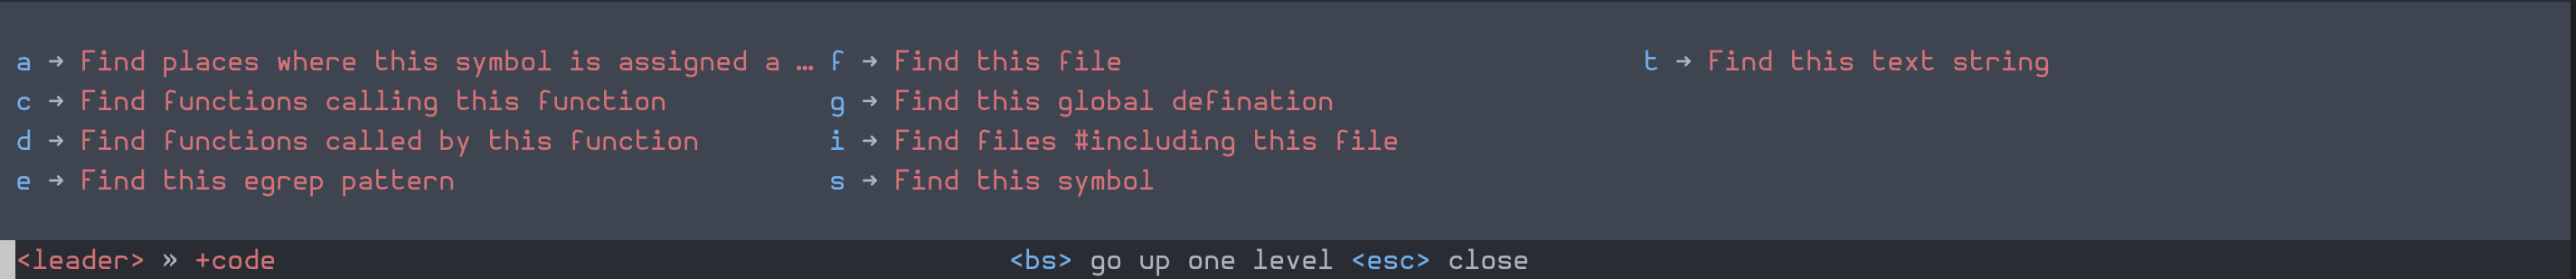 a → Find places where this symbol is assigned a … f → Find this file t → Find this text string
c → Find functions calling this function g → Find this global defination
d → Find functions called by this function i → Find files #including this file
e → Find this egrep pattern s → Find this symbol
<leader> » +code <bs> go up one level <esc> close